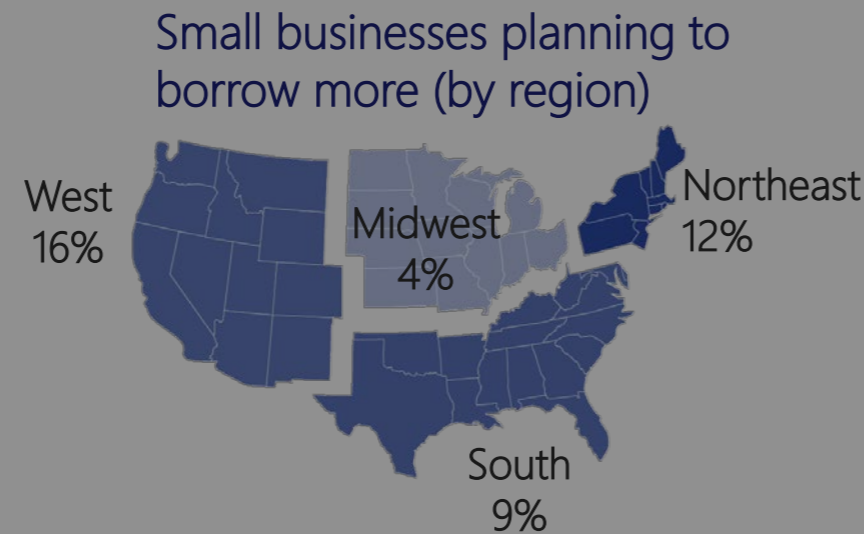 Small businesses planning to
borrow more (by region)
West
16%
Midwest
4%
Northeast
12%
South
9%